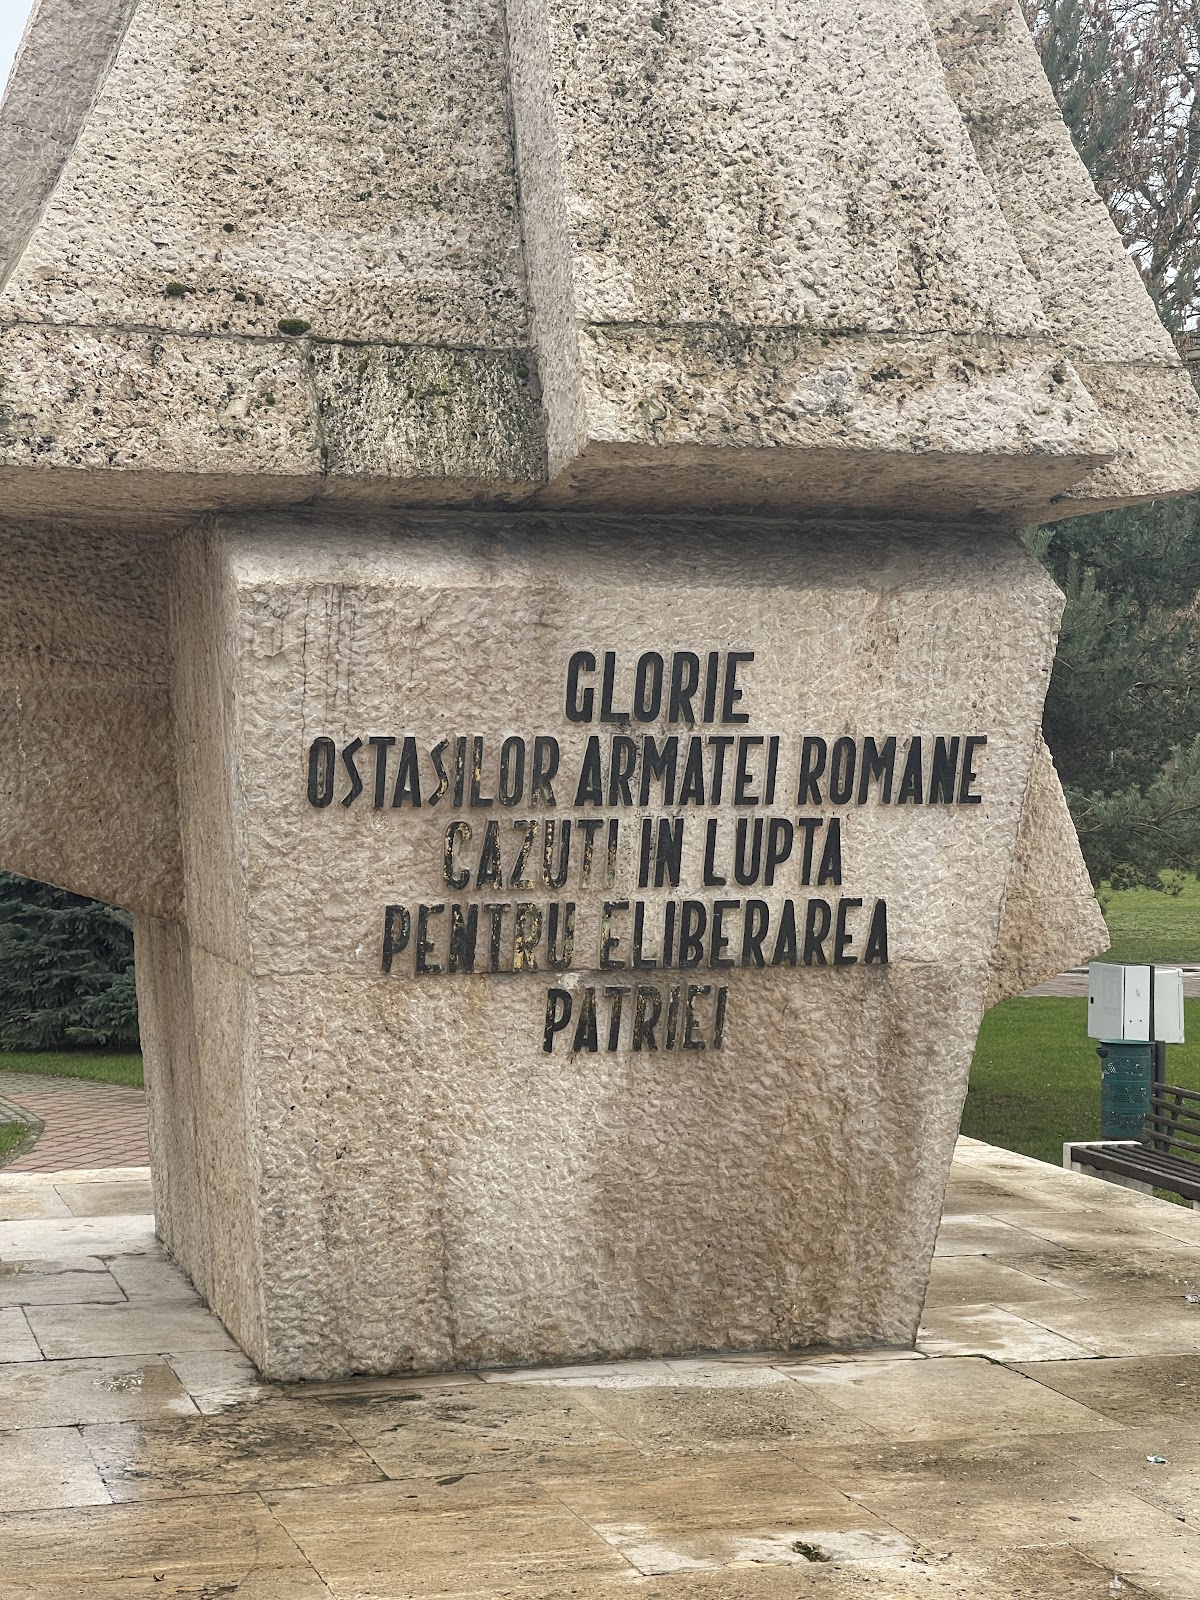 GLORIE
OSTASILOR ARMATEI ROMANE
CAZUTI IN LUPTA
PENTRU ELIBERAREA
PATRIEI